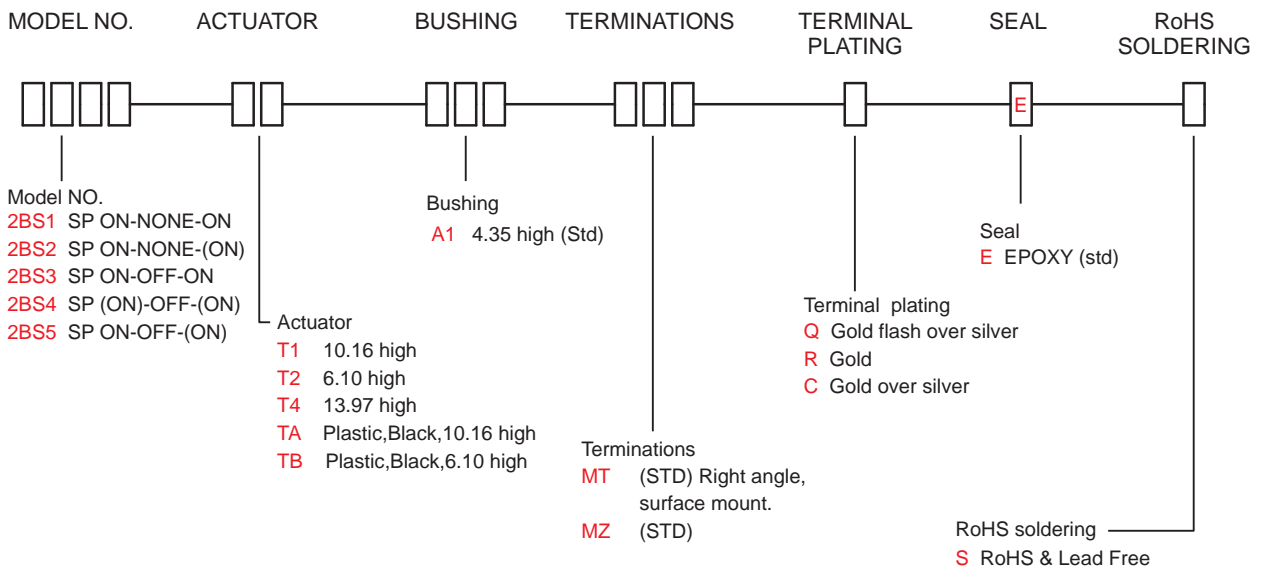 MODEL NO. ACTUATOR BUSHING TERMINATIONS TERMINAL PLATING SEAL RoHS SOLDERING
E
Model NO.
2BS1 SP ON-NONE-ON
2BS2 SP ON-NONE-(ON)
2BS3 SP ON-OFF-ON
2BS4 SP (ON)-OFF-(ON)
2BS5 SP ON-OFF-(ON)
Actuator
T1 10.16 high
T2 6.10 high
T4 13.97 high
TA Plastic,Black,10.16 high
TB Plastic,Black,6.10 high
Bushing
A1 4.35 high (Std)
Terminations
MT (STD) Right angle,
surface mount.
MZ (STD)
Terminal plating
Q Gold flash over silver
R Gold
C Gold over silver
Seal
E EPOXY (std)
RoHS soldering
S RoHS & Lead Free